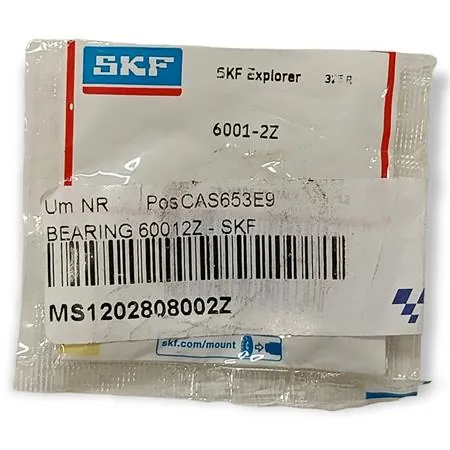 SKF
SKF Explorer
6001-2Z
Um NR PosCAS653E9
BEARING 60012Z - SKF
MS1202808002Z
skf.com/mount